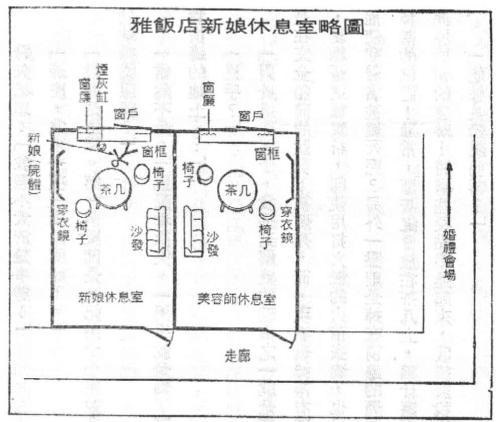 雅飯店新娘休息室略圖
煙灰缸
窗簾
窗戶
窗簾
窗戶
新娘(屍體)
窗框
窗框
椅子
椅子
茶几
茶几
穿衣鏡
椅子
沙發
沙發
椅子
穿衣鏡
婚禮會場
新娘休息室
美容師休息室
走廊